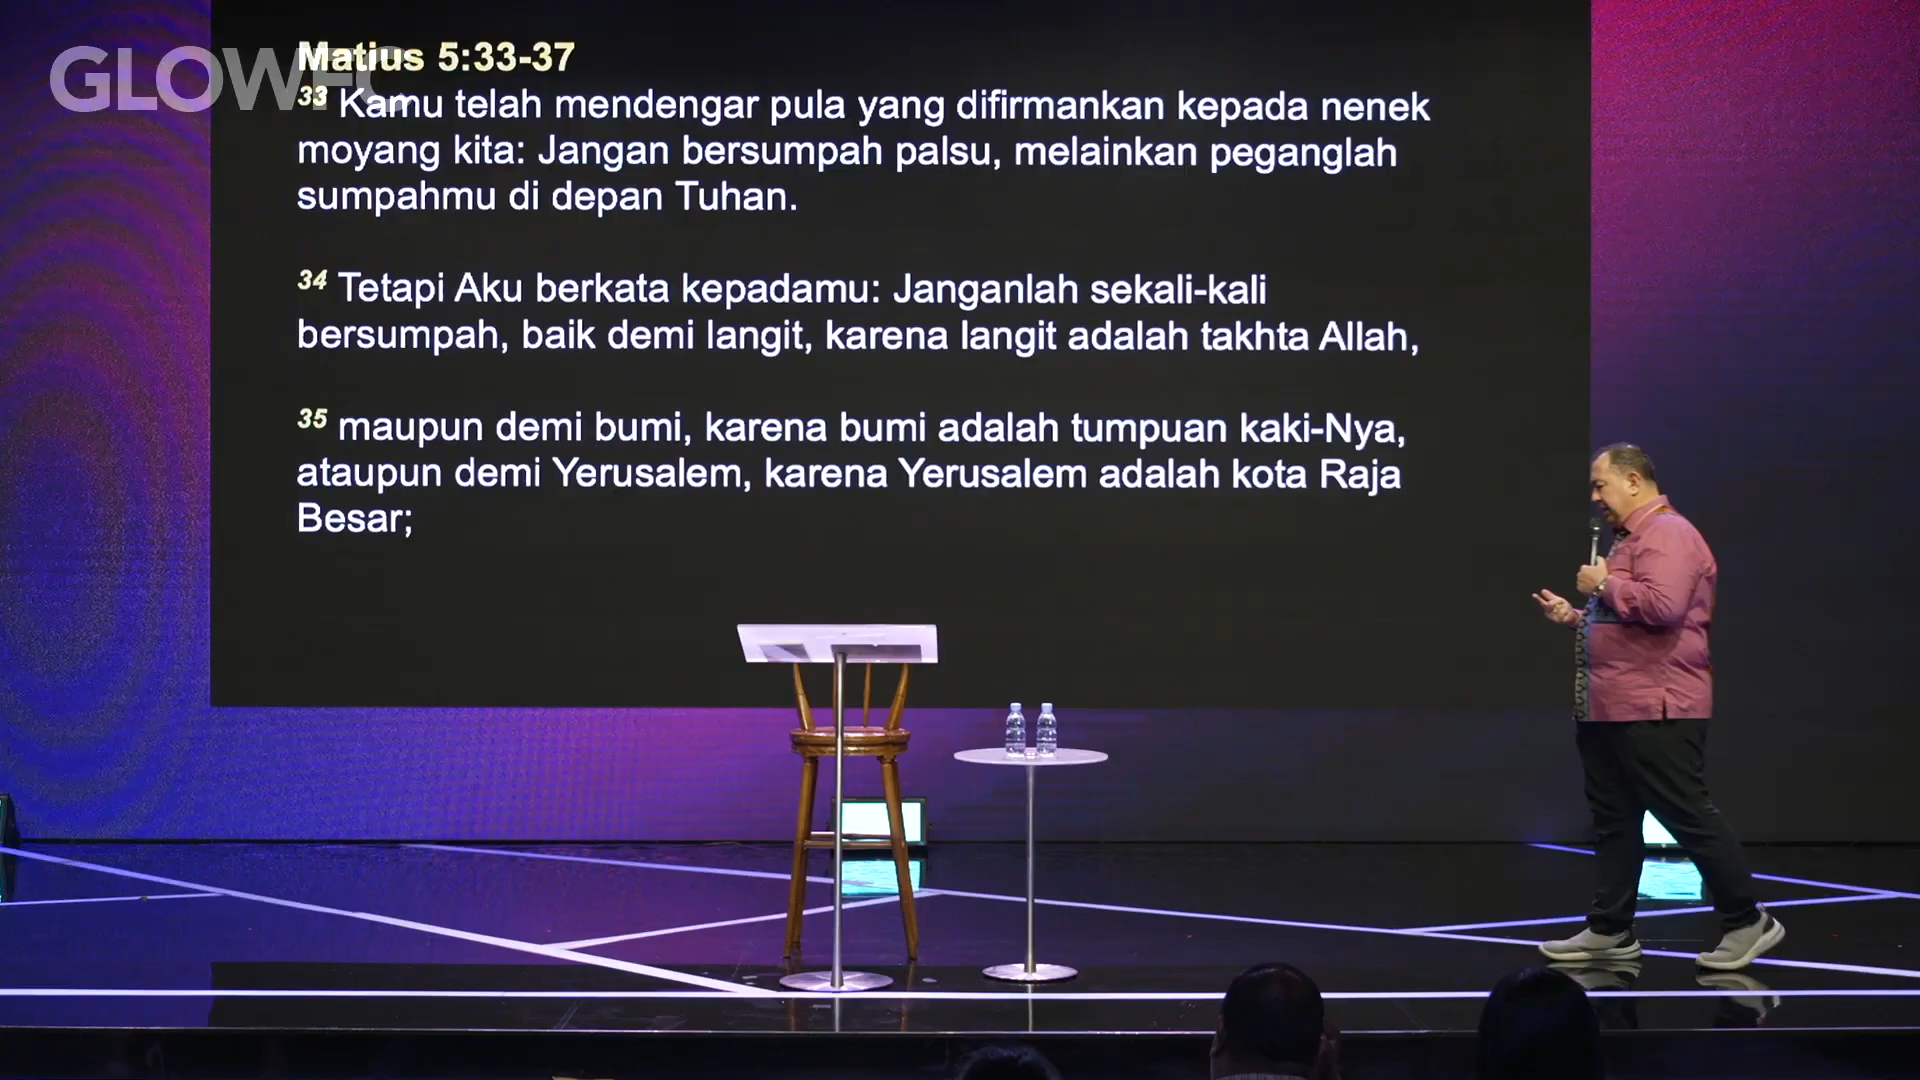 GLOWFC
Matius 5:33-37
33 Kamu telah mendengar pula yang difirmankan kepada nenek
moyang kita: Jangan bersumpah palsu, melainkan peganglah
sumpahmu di depan Tuhan.
34 Tetapi Aku berkata kepadamu: Janganlah sekali-kali
bersumpah, baik demi langit, karena langit adalah takhta Allah,
35 maupun demi bumi, karena bumi adalah tumpuan kaki-Nya,
ataupun demi Yerusalem, karena Yerusalem adalah kota Raja
Besar;